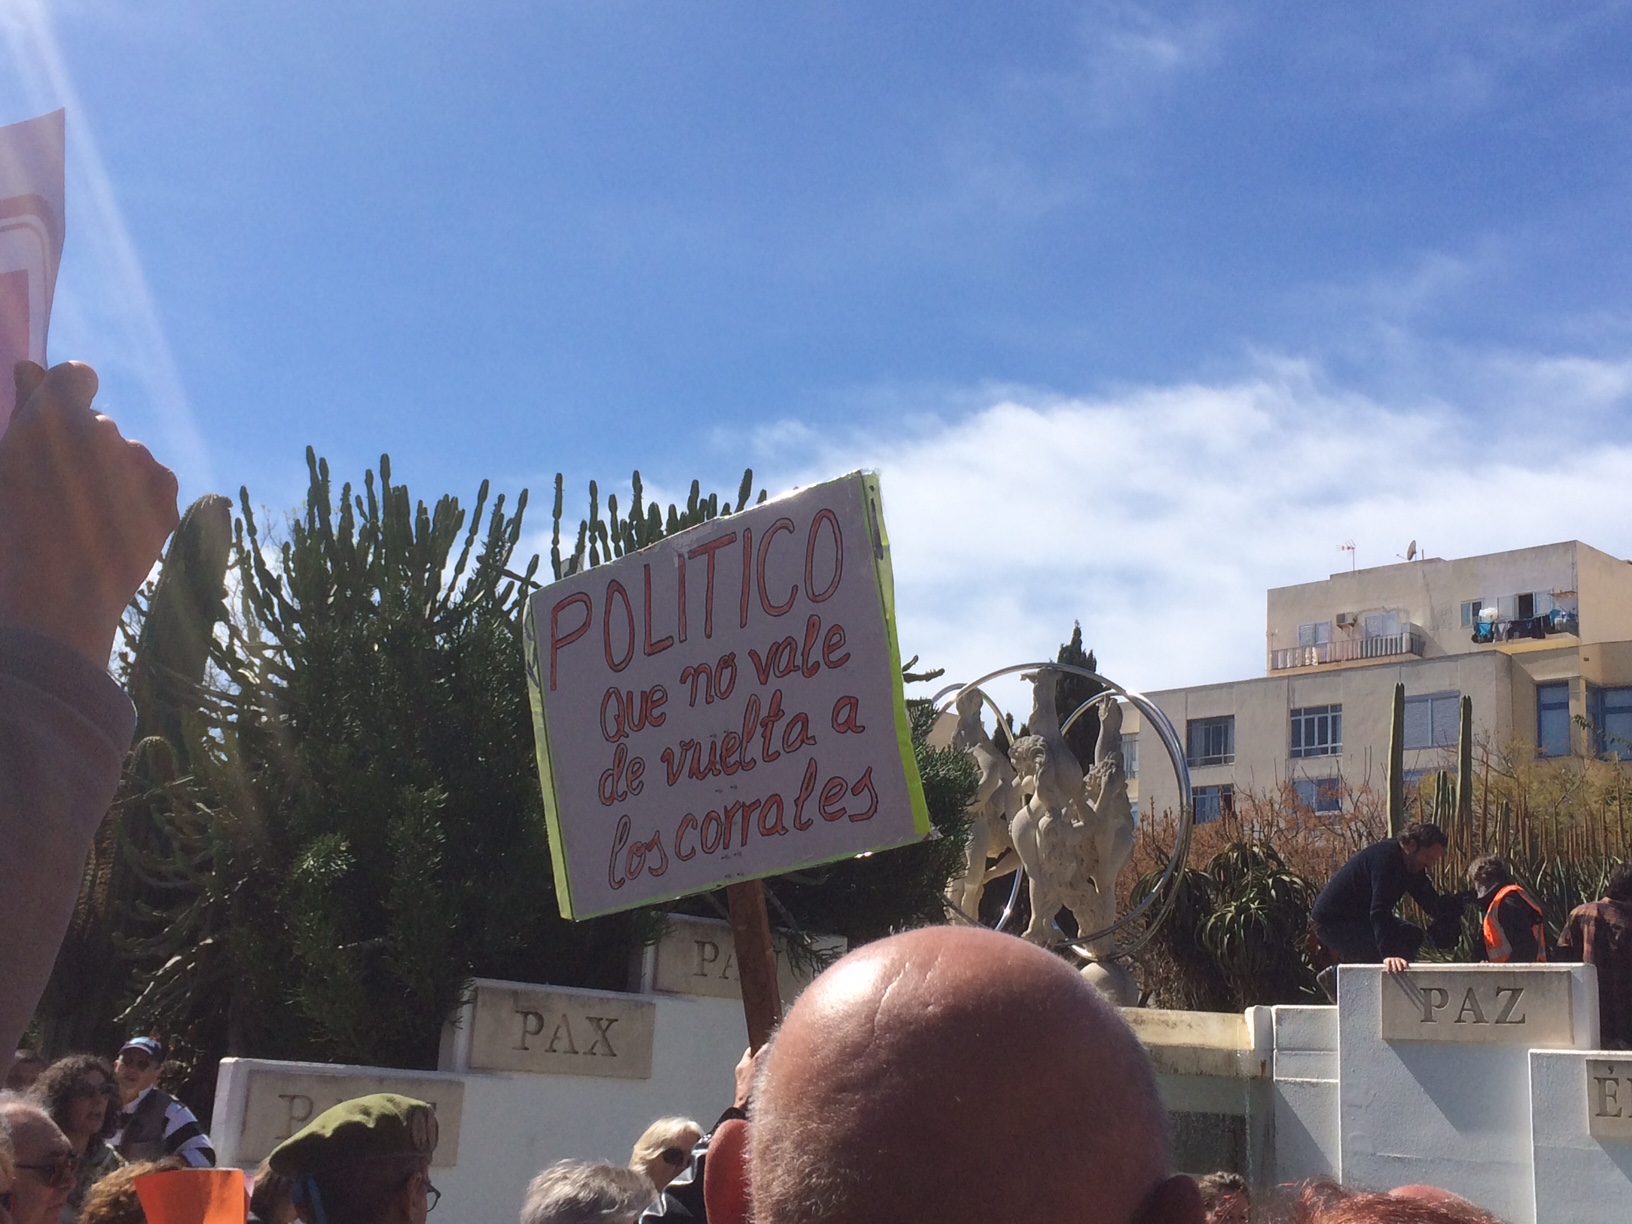 POLITICO
que no vale
de vuelta a
los corrales
PAX
PAZ